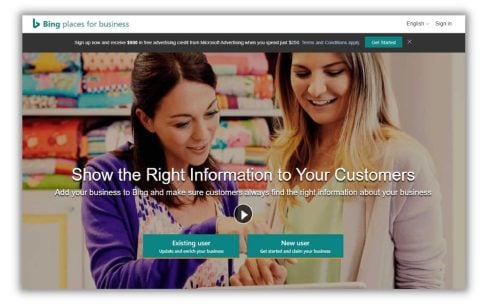 Bing places for business
English
Sign in
Sign up now and receive $500 in free advertising credit from Microsoft Advertising when you spend just $250. Terms and Conditions apply.
Get Started
Show the Right Information to Your Customers
Add your business to Bing and make sure customers always find the right information about your business
Existing user
New user
Update and enrich your business
Get started and claim your business